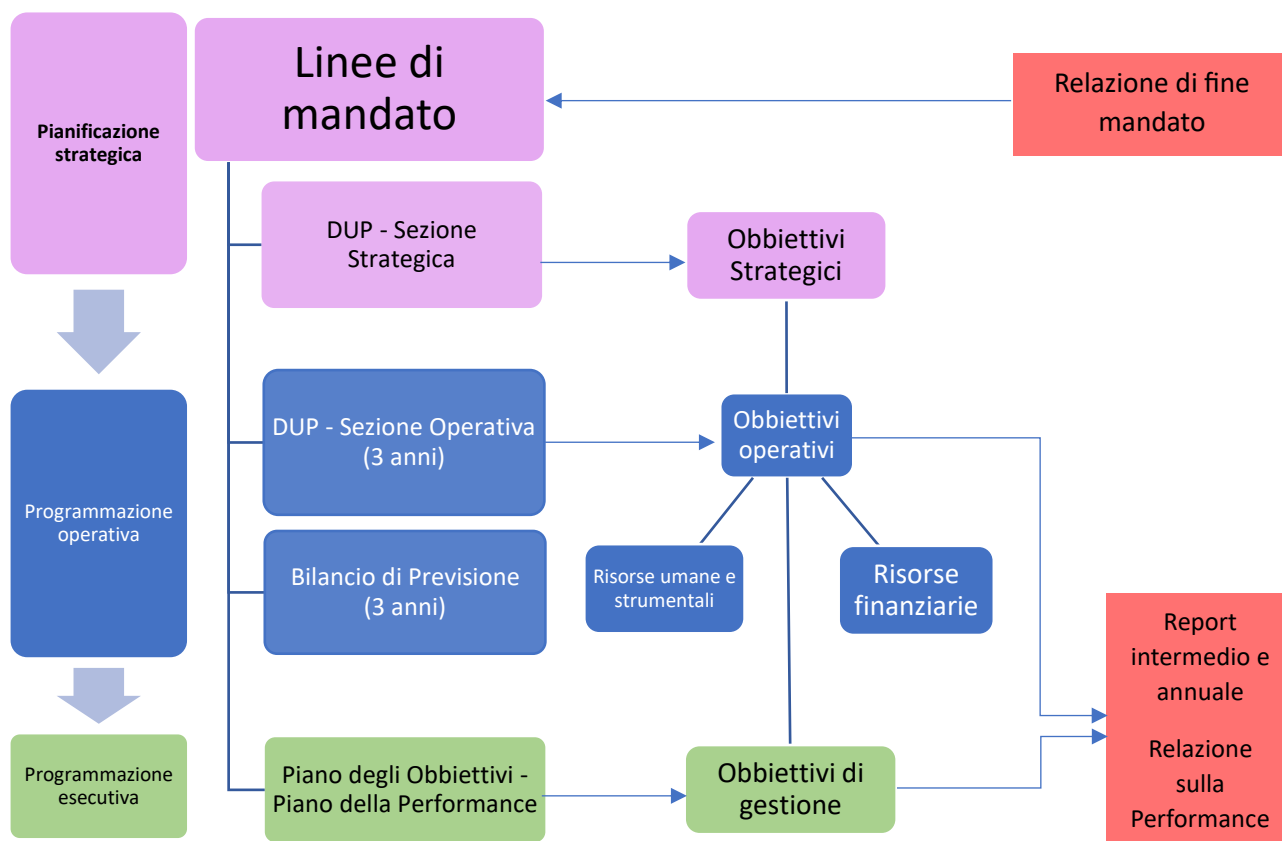 Pianificazione
strategica
Linee di
mandato
Relazione di fine
mandato
DUP - Sezione
Strategica
Obbiettivi
Strategici
Programmazione
operativa
DUP - Sezione Operativa
(3 anni)
Obbiettivi
operativi
Bilancio di Previsione
(3 anni)
Risorse umane e
strumentali
Risorse
finanziarie
Report
intermedio e
annuale
Relazione
sulla
Performance
Programmazione
esecutiva
Piano degli Obbiettivi -
Piano della Performance
Obbiettivi di
gestione